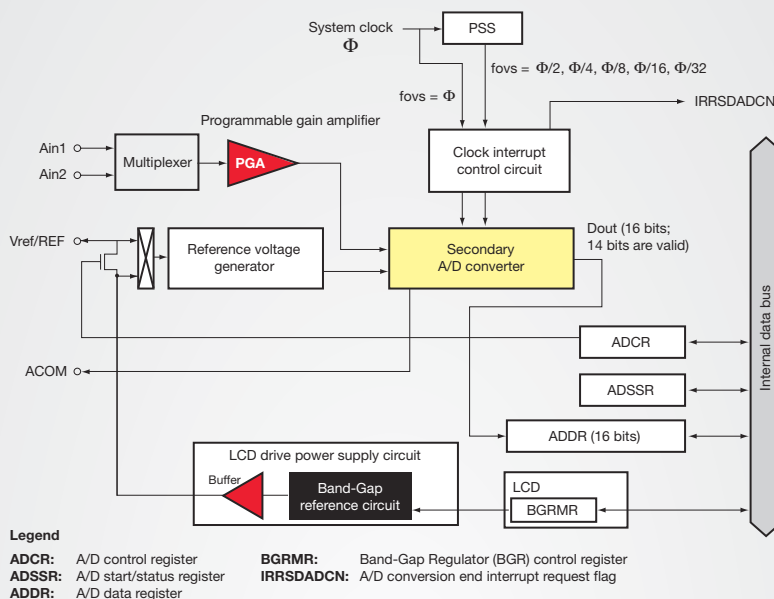 System clock
Φ
PSS
fovs = Φ/2, Φ/4, Φ/8, Φ/16, Φ/32
fovs = Φ
IRRSDADCN
Programmable gain amplifier
Ain1
Ain2
Multiplexer
PGA
Clock interrupt
control circuit
Vref/REF
Reference voltage
generator
Secondary
A/D converter
Dout (16 bits;
14 bits are valid)
Internal data bus
ADCR
ACOM
ADSSR
ADDR (16 bits)
LCD drive power supply circuit
Buffer
Band-Gap
reference circuit
LCD
BGRMR
Legend
ADCR: A/D control register
ADSSR: A/D start/status register
ADDR: A/D data register
BGRMR: Band-Gap Regulator (BGR) control register
IRRSDADCN: A/D conversion end interrupt request flag